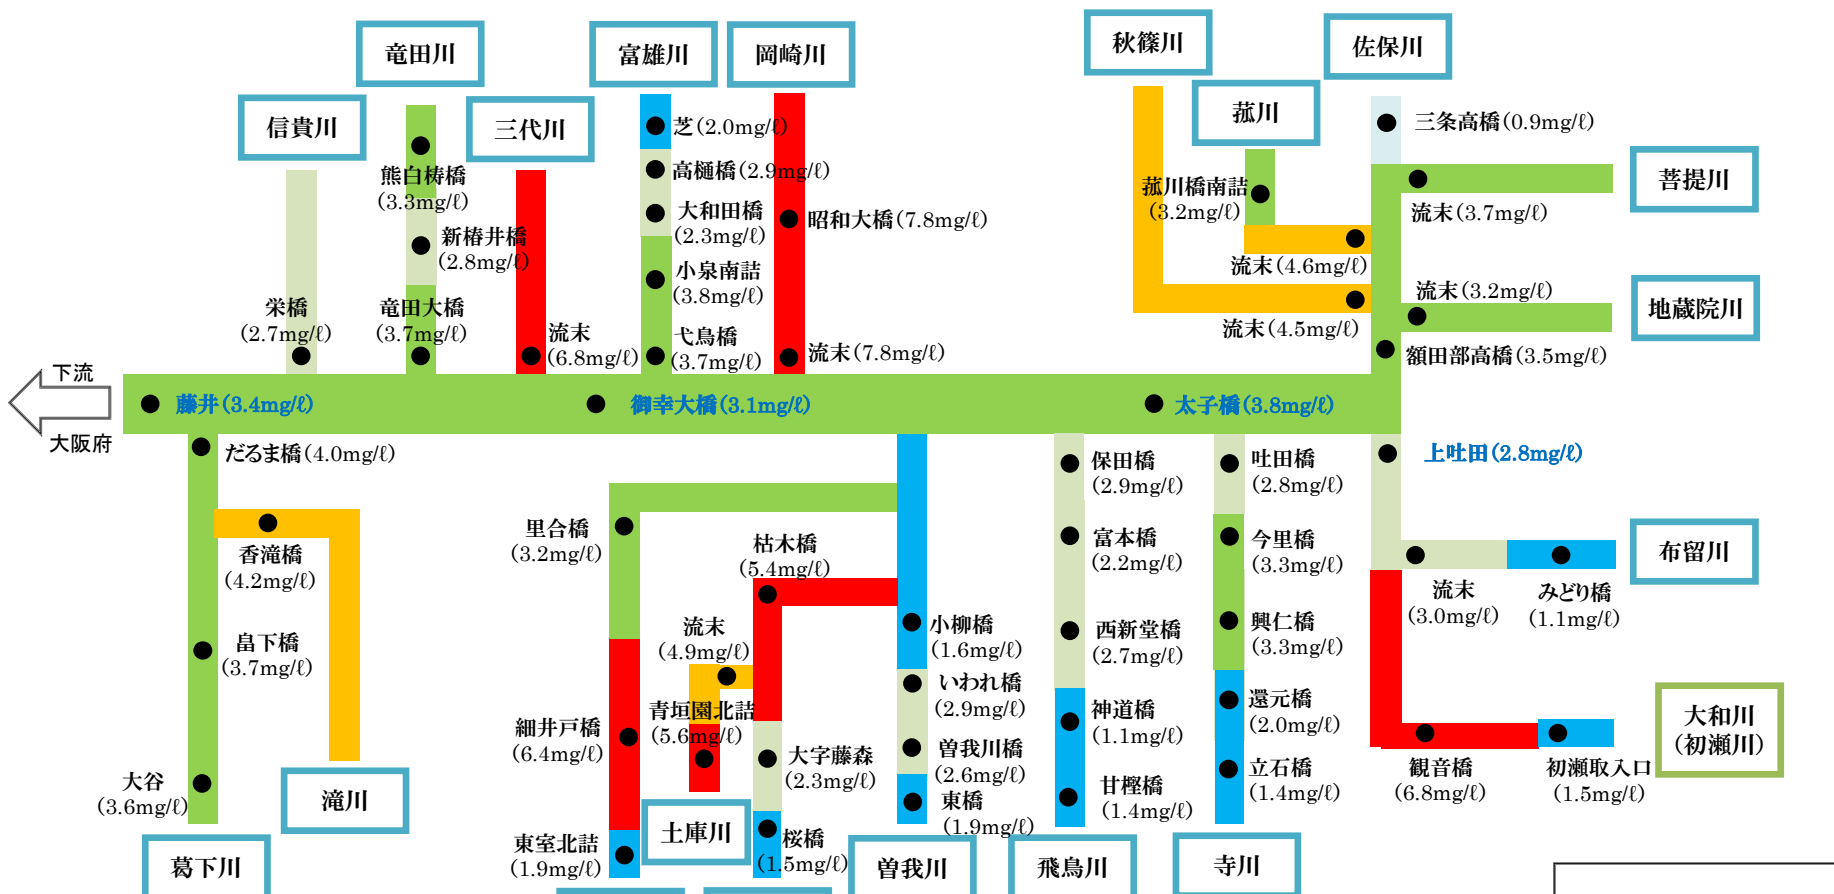 竜田川
富雄川
岡崎川
秋篠川
佐保川
信貴川
三代川
菰川
菩提川
地蔵院川
芝(2.0mg/ℓ)
高樋橋(2.9mg/ℓ)
大和田橋
(2.3mg/ℓ)
小泉南詰
(3.8mg/ℓ)
弋鳥橋
(3.7mg/ℓ)
熊白梼橋
(3.3mg/ℓ)
新椿井橋
(2.8mg/ℓ)
竜田大橋
(3.7mg/ℓ)
栄橋
(2.7mg/ℓ)
流末
(6.8mg/ℓ)
昭和大橋(7.8mg/ℓ)
流末(7.8mg/ℓ)
三条高橋(0.9mg/ℓ)
菰川橋南詰
(3.2mg/ℓ)
流末(3.7mg/ℓ)
流末(4.6mg/ℓ)
流末(3.2mg/ℓ)
流末(4.5mg/ℓ)
額田部高橋(3.5mg/ℓ)
下流
大阪府
藤井(3.4mg/ℓ)
御幸大橋(3.1mg/ℓ)
太子橋(3.8mg/ℓ)
だるま橋(4.0mg/ℓ)
香滝橋
(4.2mg/ℓ)
畠下橋
(3.7mg/ℓ)
大谷
(3.6mg/ℓ)
滝川
葛下川
里合橋
(3.2mg/ℓ)
細井戸橋
(6.4mg/ℓ)
東室北詰
(1.9mg/ℓ)
枯木橋
(5.4mg/ℓ)
流末
(4.9mg/ℓ)
青垣園北詰
(5.6mg/ℓ)
大字藤森
(2.3mg/ℓ)
桜橋
(1.5mg/ℓ)
土庫川
小柳橋
(1.6mg/ℓ)
いわれ橋
(2.9mg/ℓ)
曽我川橋
(2.6mg/ℓ)
東橋
(1.9mg/ℓ)
曽我川
保田橋
(2.9mg/ℓ)
富本橋
(2.2mg/ℓ)
西新堂橋
(2.7mg/ℓ)
神道橋
(1.1mg/ℓ)
甘樫橋
(1.4mg/ℓ)
飛鳥川
吐田橋
(2.8mg/ℓ)
今里橋
(3.3mg/ℓ)
興仁橋
(3.3mg/ℓ)
還元橋
(2.0mg/ℓ)
立石橋
(1.4mg/ℓ)
寺川
上吐田(2.8mg/ℓ)
布留川
流末
(3.0mg/ℓ)
みどり橋
(1.1mg/ℓ)
観音橋
(6.8mg/ℓ)
初瀬取入口
(1.5mg/ℓ)
大和川
(初瀬川)